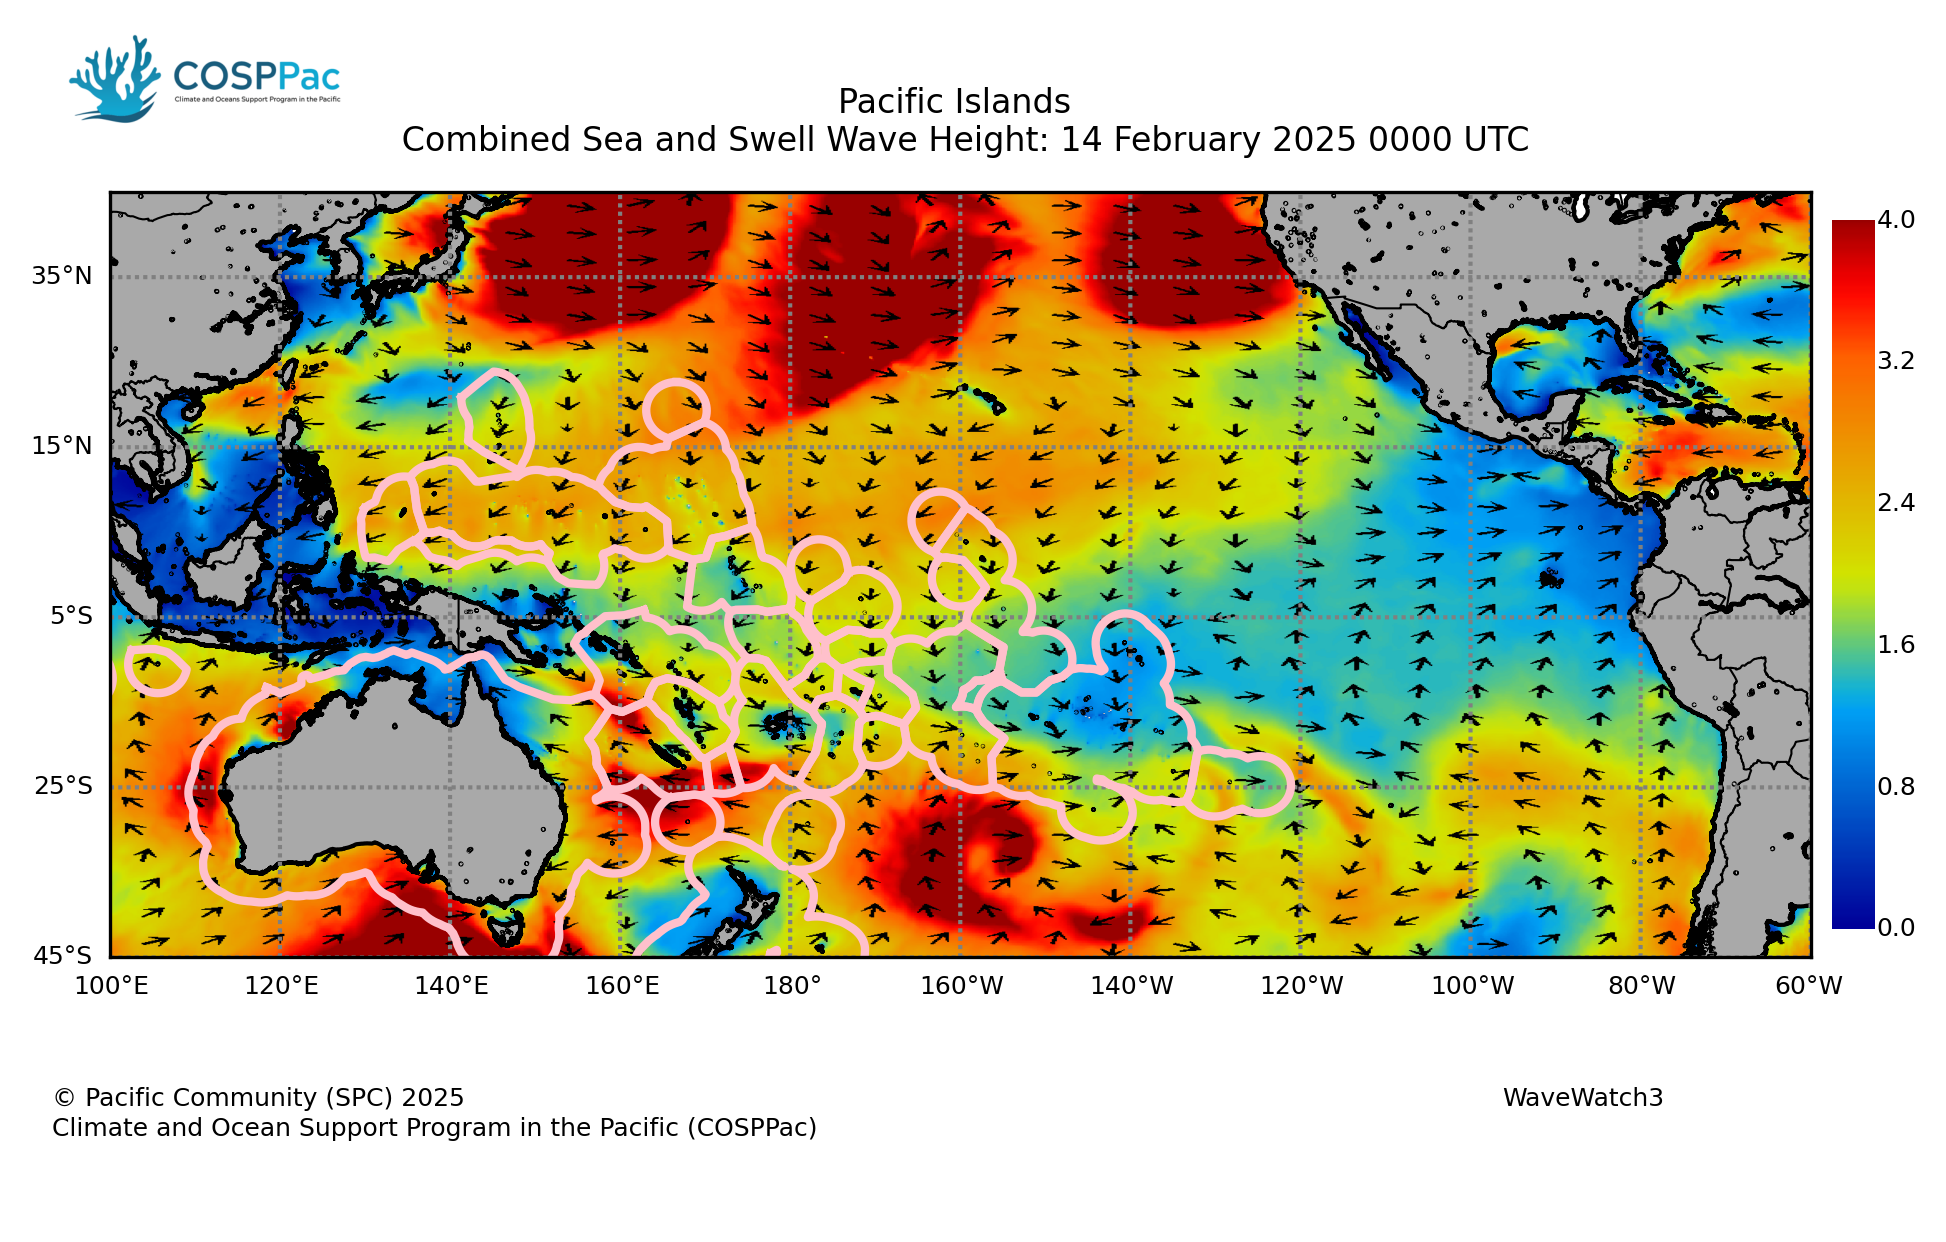 COSPPac
Climate and Oceans Support Program in the Pacific
Pacific Islands
Combined Sea and Swell Wave Height: 14 February 2025 0000 UTC
35°N
15°N
5°S
25°S
45°S
100°E 120°E 140°E 160°E 180° 160°W 140°W 120°W 100°W 80°W 60°W
4.0
3.2
2.4
1.6
0.8
0.0
© Pacific Community (SPC) 2025
Climate and Ocean Support Program in the Pacific (COSPPac)
WaveWatch3